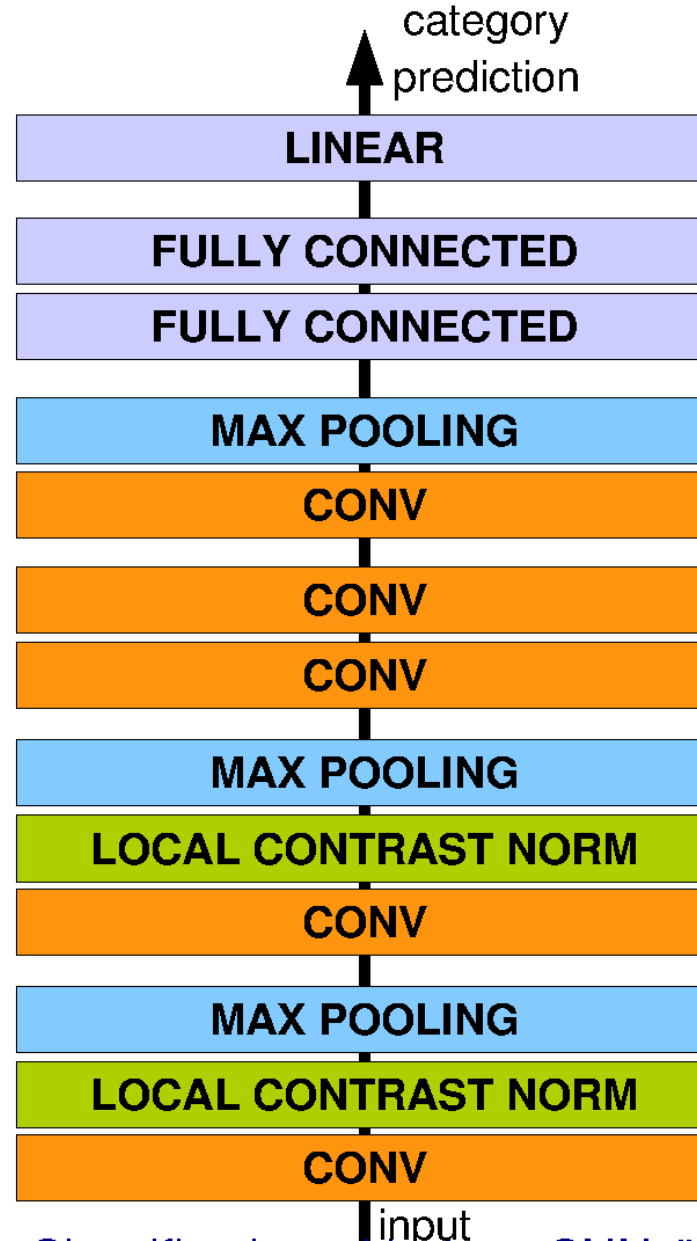 category
prediction
LINEAR
FULLY CONNECTED
FULLY CONNECTED
MAX POOLING
CONV
CONV
CONV
MAX POOLING
LOCAL CONTRAST NORM
CONV
MAX POOLING
LOCAL CONTRAST NORM
CONV
input